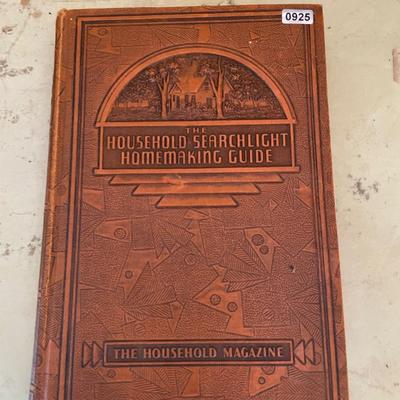 0925
THE
HOUSEHOLD SEARCHLIGHT
HOMEMAKING GUIDE
THE HOUSEHOLD MAGAZINE